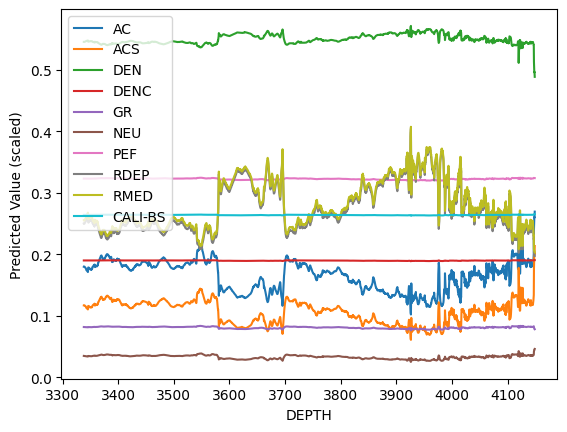 AC
ACS
DEN
DENC
GR
NEU
PEF
RDEP
RMED
CALI-BS
Predicted Value (scaled)
0.5
0.4
0.3
0.2
0.1
0.0
3300 3400 3500 3600 3700 3800 3900 4000 4100
DEPTH